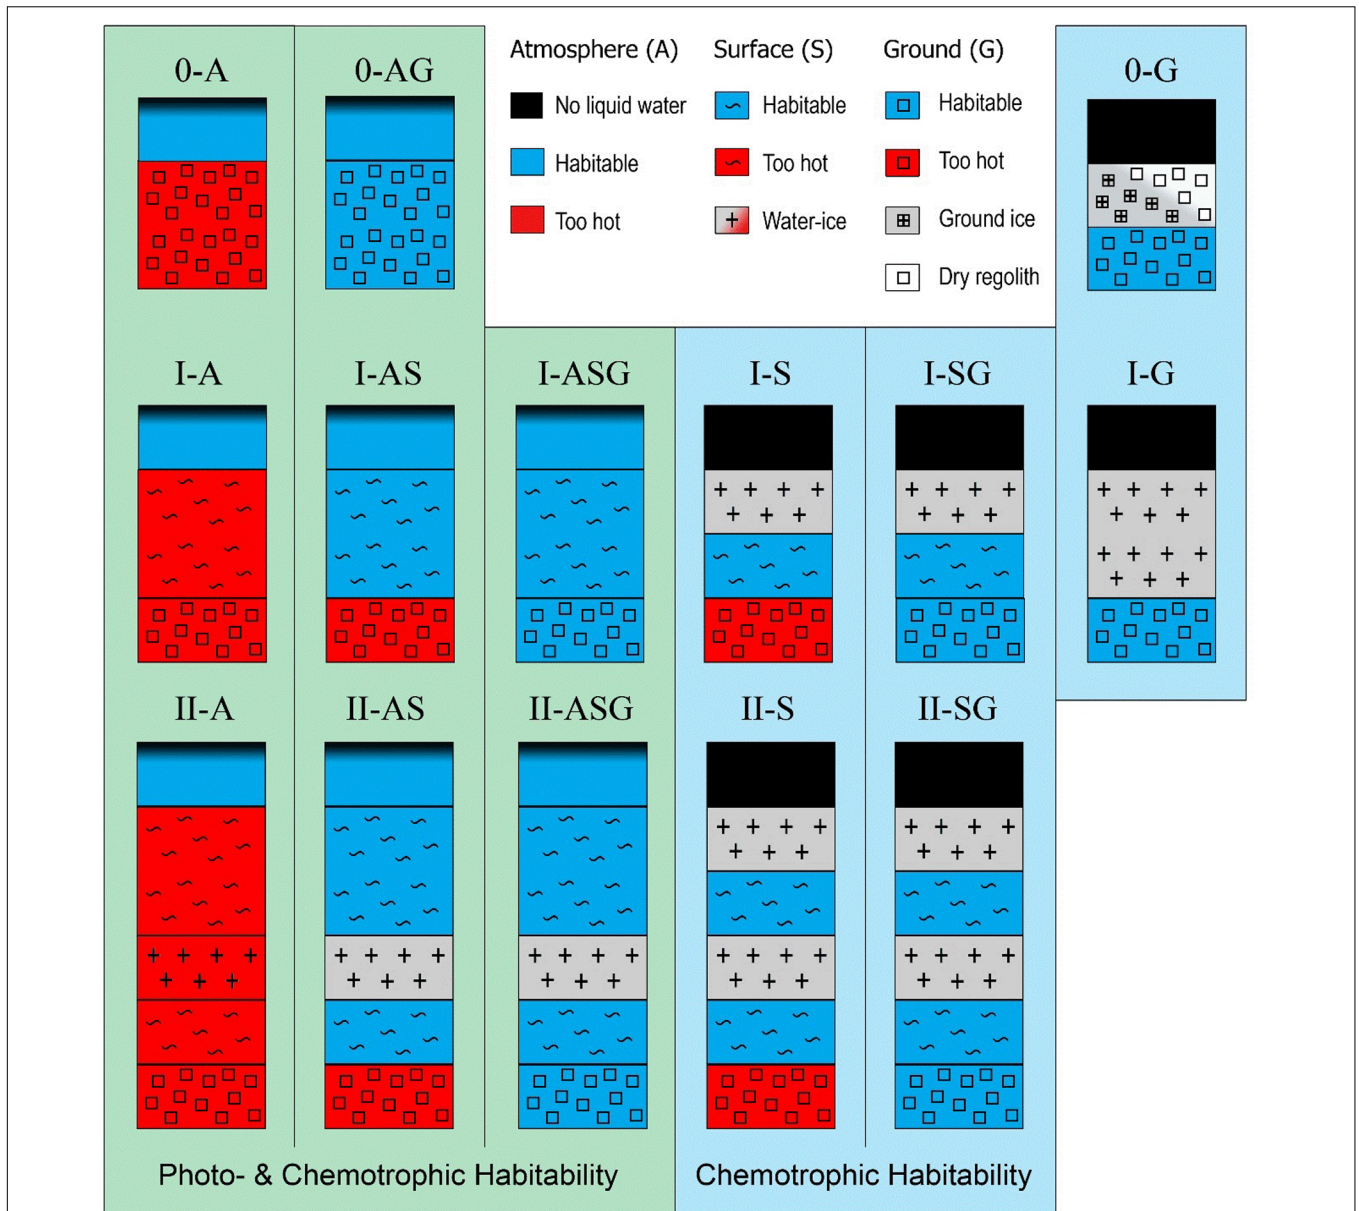 0-A
0-AG
Atmosphere (A)
No liquid water
Habitable
Too hot
Surface (S)
Habitable
Too hot
Water-ice
Ground (G)
Habitable
Too hot
Ground ice
Dry regolith
0-G
I-A
I-AS
I-ASG
I-S
I-SG
I-G
II-A
II-AS
II-ASG
II-S
II-SG
Photo- & Chemotrophic Habitability
Chemotrophic Habitability